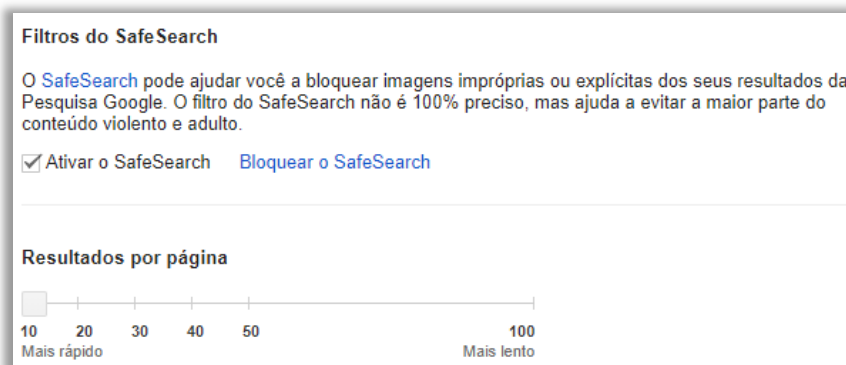 Filtros do SafeSearch
O SafeSearch pode ajudar você a bloquear imagens impróprias ou explícitas dos seus resultados da
Pesquisa Google. O filtro do SafeSearch não é 100% preciso, mas ajuda a evitar a maior parte do
conteúdo violento e adulto.
Ativar o SafeSearch Bloquear o SafeSearch
Resultados por página
10 20 30 40 50 100
Mais rápido Mais lento